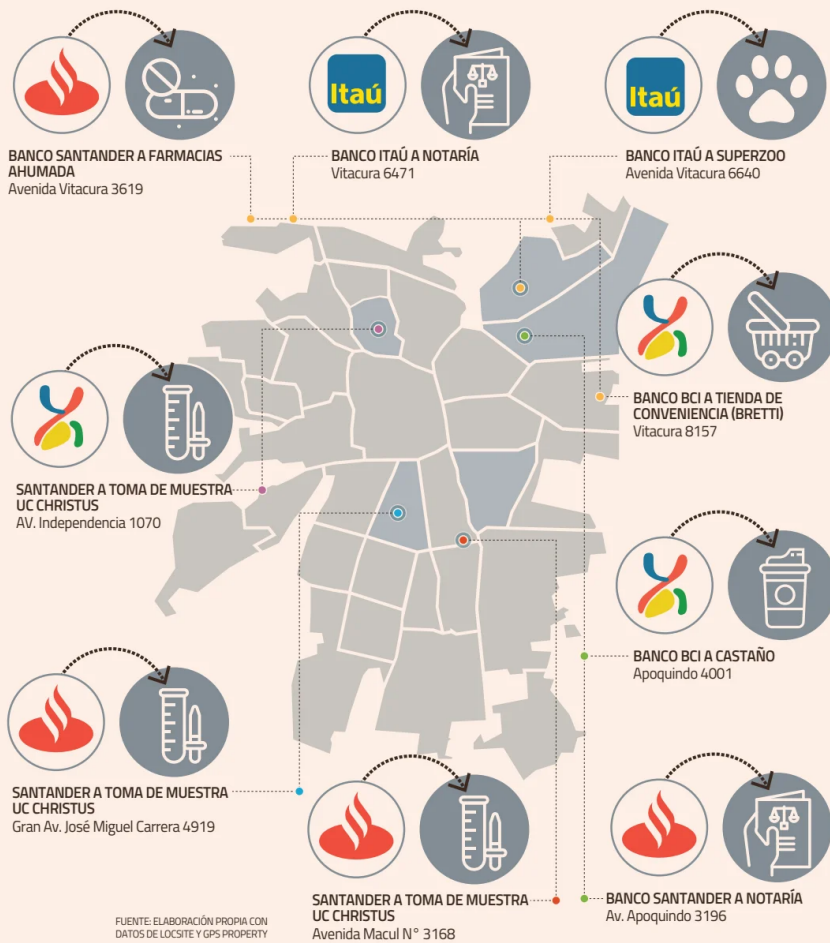 Itaú
Itaú
BANCO SANTANDER A FARMACIAS
AHUMADA
Avenida Vitacura 3619
BANCO ITAÚ A NOTARÍA
Vitacura 6471
BANCO ITAÚ A SUPERZOO
Avenida Vitacura 6640
BANCO BCI A TIENDA DE
CONVENIENCIA (BRETTI)
Vitacura 8157
SANTANDER A TOMA DE MUESTRA
UC CHRISTUS
AV. Independencia 1070
BANCO BCI A CASTAÑO
Apoquindo 4001
SANTANDER A TOMA DE MUESTRA
UC CHRISTUS
Gran Av. José Miguel Carrera 4919
SANTANDER A TOMA DE MUESTRA
UC CHRISTUS
Avenida Macul N° 3168
BANCO SANTANDER A NOTARÍA
Av. Apoquindo 3196
FUENTE: ELABORACIÓN PROPIA CON
DATOS DE LOCSITE Y GPS PROPERTY